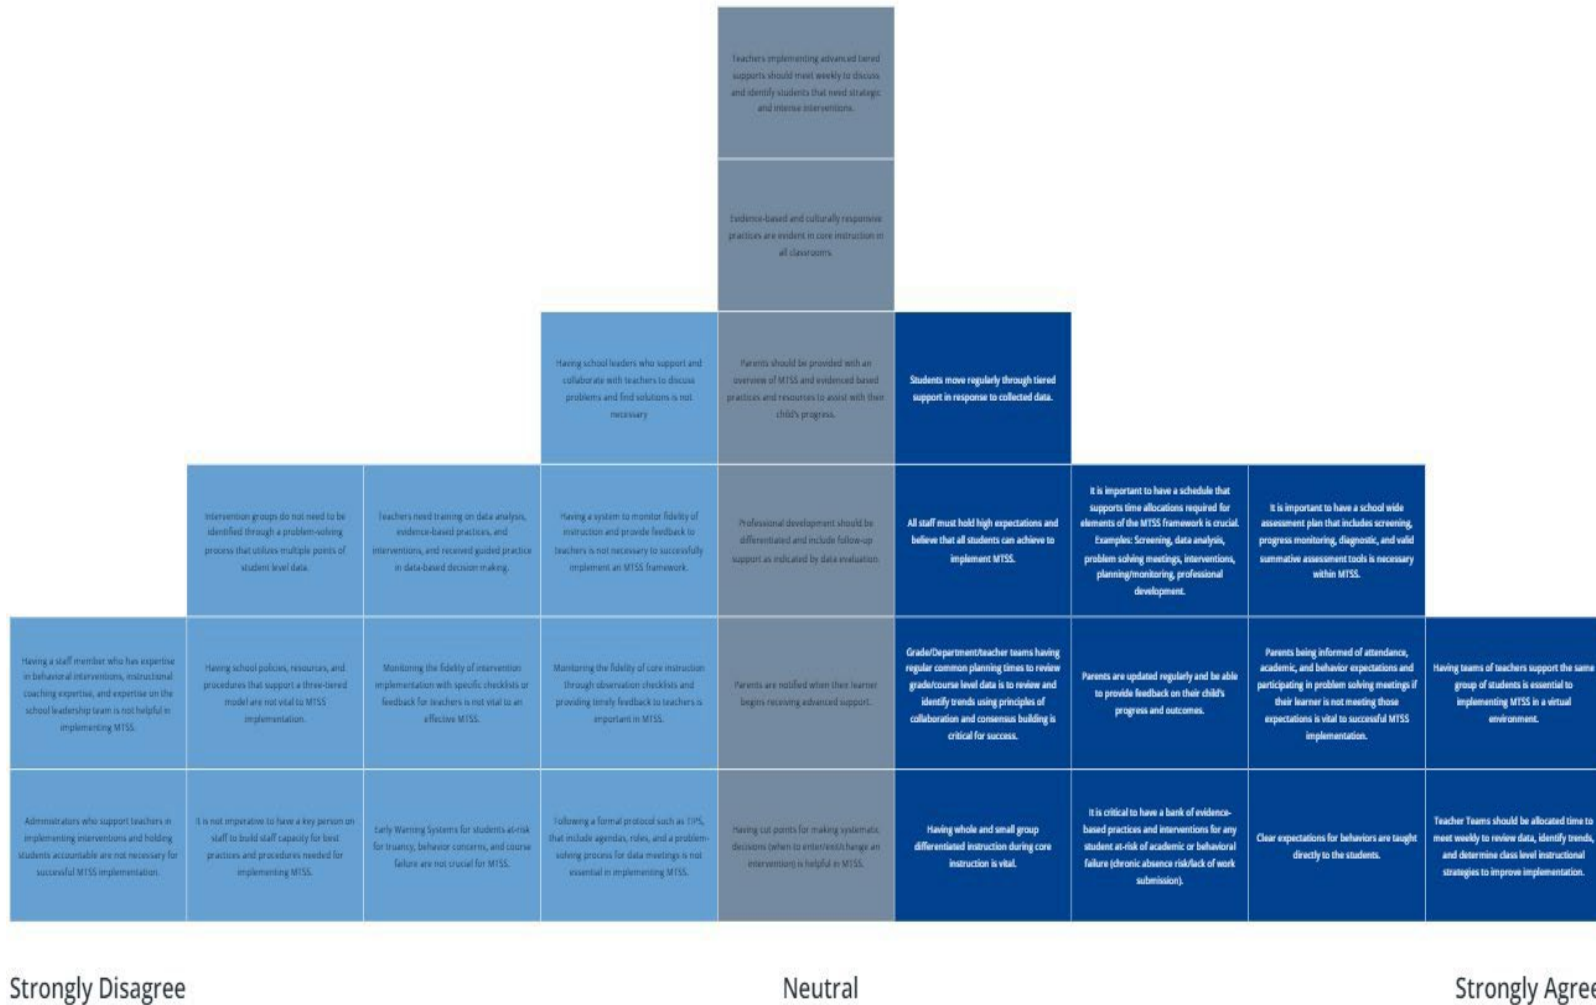 Teachers implementing advanced tiered
supports should meet weekly to discuss
and identify students that need strategic
and intense interventions.
Evidence-based and culturally responsive
practices are evident in core instruction in
all classrooms.
Having school leaders who support and
collaborate with teachers to discuss
problems and find solutions is not
necessary
Parents should be provided with an
overview of MTSS and evidenced based
practices and resources to assist with their
child's progress.
Students move regularly through tiered
support in response to collected data.
Intervention groups do not need to be
identified through a problem-solving
process that utilizes multiple points of
student level data.
Teachers need training on data analysis,
evidence-based practices, and
interventions, and received guided practice
in data-based decision making.
Having a system to monitor fidelity of
instruction and provide feedback to
teachers is not necessary to successfully
implement an MTSS framework.
Professional development should be
differentiated and include follow-up
support as indicated by data evaluation.
All staff must hold high expectations and
believe that all students can achieve to
implement MTSS.
It is important to have a schedule that
supports time allocations required for
elements of the MTSS framework is crucial.
Examples: Screening, data analysis,
problem solving meetings, interventions,
planning/monitoring, professional
development.
It is important to have a school wide
assessment plan that includes screening,
progress monitoring, diagnostic, and valid
summative assessment tools is necessary
within MTSS.
Having a staff member who has expertise
in behavioral interventions, instructional
coaching expertise, and expertise on the
school leadership team is not helpful in
implementing MTSS.
Having school policies, resources, and
procedures that support a three-tiered
model are not vital to MTSS
implementation.
Monitoring the fidelity of intervention
implementation with specific checklists or
feedback for teachers is not vital to an
effective MTSS.
Monitoring the fidelity of core instruction
through observation checklists and
providing timely feedback to teachers is
important in MTSS.
Parents are notified when their learner
begins receiving advanced support.
Grade/Department/teacher teams having
regular common planning times to review
grade/course level data is to review and
identify trends using principles of
collaboration and consensus building is
critical for success.
Parents are updated regularly and be able
to provide feedback on their child's
progress and outcomes.
Parents being informed of attendance,
academic, and behavior expectations and
participating in problem solving meetings if
their learner is not meeting those
expectations is vital to successful MTSS
implementation.
Having teams of teachers support the same
group of students is essential to
implementing MTSS in a virtual
environment.
Administrators who support teachers in
implementing interventions and holding
students accountable are not necessary for
successful MTSS implementation.
It is not imperative to have a key person on
staff to build staff capacity for best
practices and procedures needed for
implementing MTSS.
Early Warning Systems for students at-risk
for truancy, behavior concerns, and course
failure are not crucial for MTSS.
Following a formal protocol such as TIPS,
that include agendas, roles, and a problem-
solving process for data meetings is not
essential in implementing MTSS.
Having cut points for making systematic
decisions (when to enter/exit/change an
intervention) is helpful in MTSS.
Having whole and small group
differentiated instruction during core
instruction is vital.
It is critical to have a bank of evidence-
based practices and interventions for any
student at-risk of academic or behavioral
failure (chronic absence risk/lack of work
submission).
Clear expectations for behaviors are taught
directly to the students.
Teacher Teams should be allocated time to
meet weekly to review data, identify trends,
and determine class level instructional
strategies to improve implementation.
Strongly Disagree
Neutral
Strongly Agree